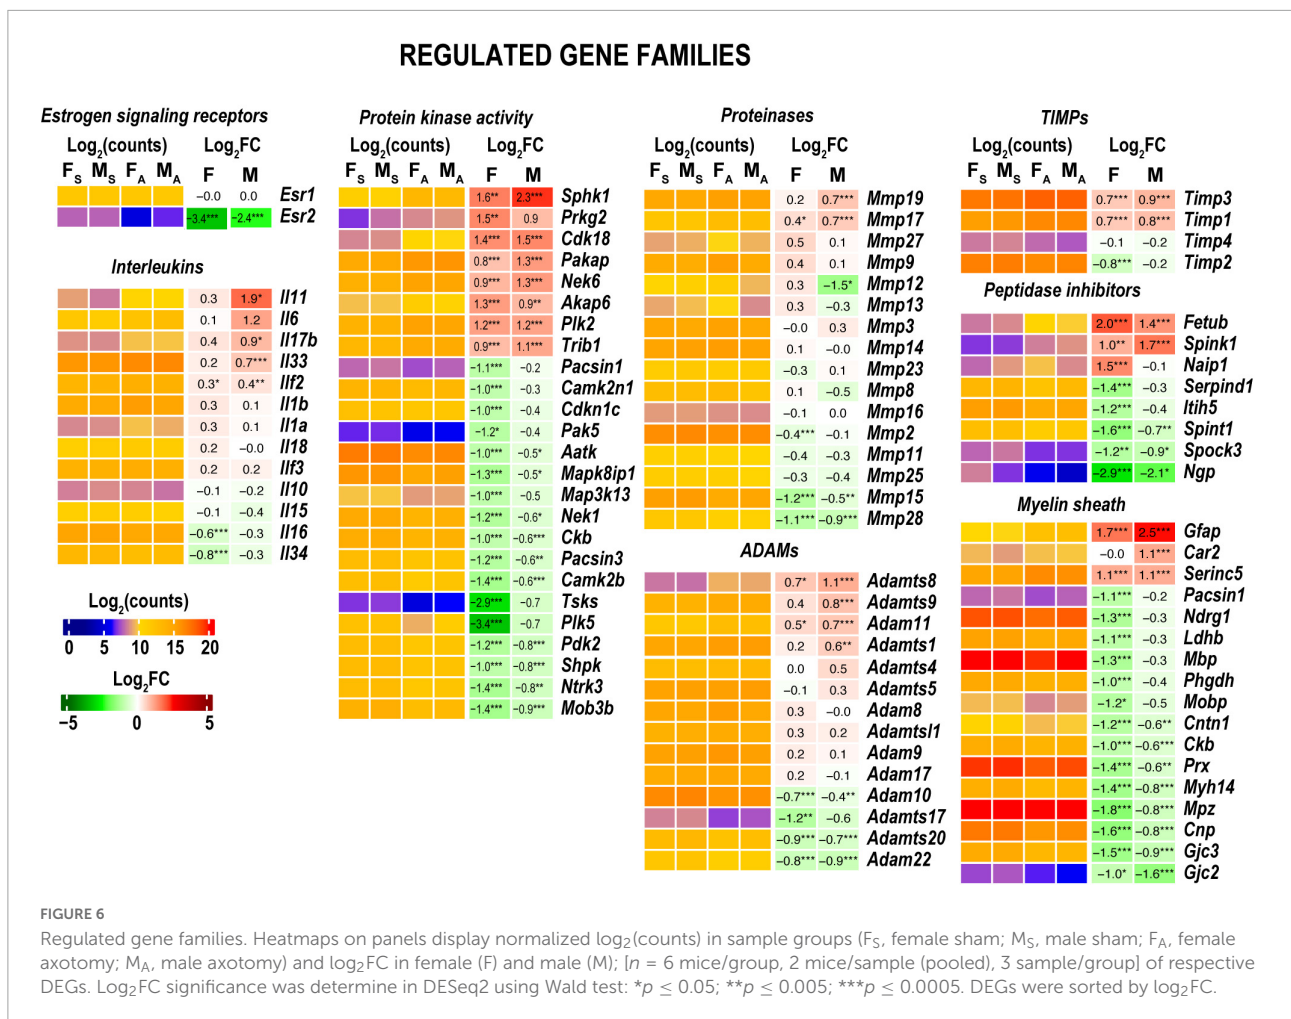 REGULATED GENE FAMILIES
Estrogen signaling receptors
Log2(counts) Log2FC
FS MS FA MA F M
−0.0 0.0 Esr1
−3.4*** −2.4*** Esr2
Interleukins
0.3 1.9* Il11
0.1 1.2 Il6
0.4 0.9* Il17b
0.2 0.7*** Il33
0.3* 0.4** Ilf2
0.3 0.1 Il1b
0.3 0.1 Il1a
0.2 −0.0 Il18
0.2 0.2 Ilf3
−0.1 −0.2 Il10
−0.1 −0.4 Il15
−0.6*** −0.3 Il16
−0.8*** −0.3 Il34
Log2(counts)
0 5 10 15 20
Log2FC
−5 0 5
Protein kinase activity
Log2(counts) Log2FC
FS MS FA MA F M
1.6** 2.3*** Sphk1
1.5** 0.9 Prkg2
1.4*** 1.5*** Cdk18
0.8*** 1.3*** Pakap
0.9*** 1.3*** Nek6
1.3*** 0.9** Akap6
1.2*** 1.2*** Plk2
0.9*** 1.1*** Trib1
−1.1*** −0.2 Pacsin1
−1.0*** −0.3 Camk2n1
−1.0*** −0.4 Cdkn1c
−1.2* −0.4 Pak5
−1.0*** −0.5* Aatk
−1.3*** −0.5* Mapk8ip1
−1.0*** −0.5 Map3k13
−1.2*** −0.6* Nek1
−1.0*** −0.6*** Ckb
−1.2*** −0.6** Pacsin3
−1.4*** −0.6*** Camk2b
−2.9*** −0.7 Tsks
−3.4*** −0.7 Plk5
−1.2*** −0.8*** Pdk2
−1.0*** −0.8*** Shpk
−1.4*** −0.8** Ntrk3
−1.4*** −0.9*** Mob3b
Proteinases
Log2(counts) Log2FC
FS MS FA MA F M
0.2 0.7*** Mmp19
0.4* 0.7*** Mmp17
0.5 0.1 Mmp27
0.4 0.1 Mmp9
0.3 −1.5* Mmp12
0.3 −0.3 Mmp13
−0.0 0.3 Mmp3
0.1 −0.0 Mmp14
−0.3 0.1 Mmp23
0.1 −0.5 Mmp8
−0.1 0.0 Mmp16
−0.4*** −0.1 Mmp2
−0.4 −0.3 Mmp11
−0.3 −0.4 Mmp25
−1.2*** −0.5** Mmp15
−1.1*** −0.9*** Mmp28
ADAMs
0.7* 1.1*** Adamts8
0.4 0.8*** Adamts9
0.5* 0.7*** Adam11
0.2 0.6** Adamts1
0.0 0.5 Adamts4
−0.1 0.3 Adamts5
0.3 −0.0 Adam8
0.3 0.2 Adamtsl1
0.2 0.1 Adam9
0.2 −0.1 Adam17
−0.7*** −0.4** Adam10
−1.2** −0.6 Adamts17
−0.9*** −0.7*** Adamts20
−0.8*** −0.9*** Adam22
TIMPs
Log2(counts) Log2FC
FS MS FA MA F M
0.7*** 0.9*** Timp3
0.7*** 0.8*** Timp1
−0.1 −0.2 Timp4
−0.8*** −0.2 Timp2
Peptidase inhibitors
2.0*** 1.4*** Fetub
1.0** 1.7*** Spink1
1.5*** −0.1 Naip1
−1.4*** −0.3 Serpind1
−1.2*** −0.4 Itih5
−1.6*** −0.7** Spint1
−1.2** −0.9* Spock3
−2.9*** −2.1* Ngp
Myelin sheath
1.7*** 2.5*** Gfap
−0.0 1.1*** Car2
1.1*** 1.1*** Serinc5
−1.1*** −0.2 Pacsin1
−1.3*** −0.3 Ndrg1
−1.1*** −0.3 Ldhb
−1.3*** −0.3 Mbp
−1.0*** −0.4 Phgdh
−1.2* −0.5 Mobp
−1.2*** −0.6** Cntn1
−1.0*** −0.6*** Ckb
−1.4*** −0.6** Prx
−1.4*** −0.8*** Myh14
−1.8*** −0.8*** Mpz
−1.6*** −0.8*** Cnp
−1.5*** −0.9*** Gjc3
−1.0* −1.6*** Gjc2
FIGURE 6
Regulated gene families. Heatmaps on panels display normalized log2(counts) in sample groups (FS, female sham; MS, male sham; FA, female
axotomy; MA, male axotomy) and log2FC in female (F) and male (M); [n = 6 mice/group, 2 mice/sample (pooled), 3 sample/group] of respective
DEGs. Log2FC significance was determine in DESeq2 using Wald test: *p ≤ 0.05; **p ≤ 0.005; ***p ≤ 0.0005. DEGs were sorted by log2FC.